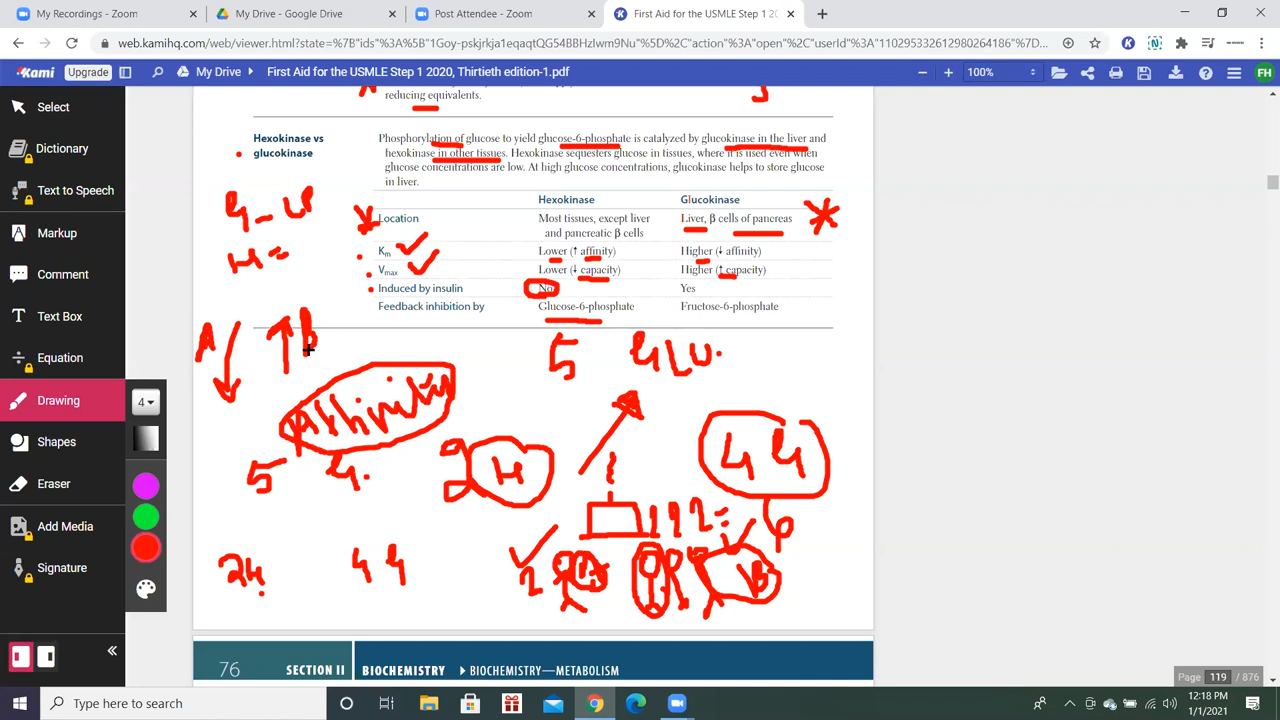 My Recordings - Zoom
My Drive - Google Drive
Post Attendee - Zoom
First Aid for the USMLE Step 1 20
web.kamihq.com/web/viewer.html?state=%7B"ids"%3A%5B"1Goy-pskjrkja1eqaqtQG54BBHzlwm9Nu"%5D%2C"action"%3A"open"%2C"userId"%3A"110295332612980264186"%7D...
Kami
Upgrade
My Drive
First Aid for the USMLE Step 1 2020, Thirtieth edition-1.pdf
100%
FH
Select
Dictionary
Text to Speech
Markup
Comment
Text Box
Equation
Drawing
4
Shapes
Eraser
Add Media
Signature
reducing equivalents.
Hexokinase vs
glucokinase
Phosphorylation of glucose to yield glucose-6-phosphate is catalyzed by glucokinase in the liver and
hexokinase in other tissues. Hexokinase sequesters glucose in tissues, where it is used even when
glucose concentrations are low. At high glucose concentrations, glucokinase helps to store glucose
in liver.
Hexokinase Glucokinase
Location Most tissues, except liver Liver, β cells of pancreas
and pancreatic β cells
Km Lower (↑ affinity) Higher (↓ affinity)
Vmax Lower (↓ capacity) Higher (↑ capacity)
Induced by insulin No Yes
Feedback inhibition by Glucose-6-phosphate Fructose-6-phosphate
5
Affinity
5
H
76 SECTION II BIOCHEMISTRY ▸ BIOCHEMISTRY—METABOLISM
Page 119 / 876
Type here to search
12:18 PM
1/1/2021